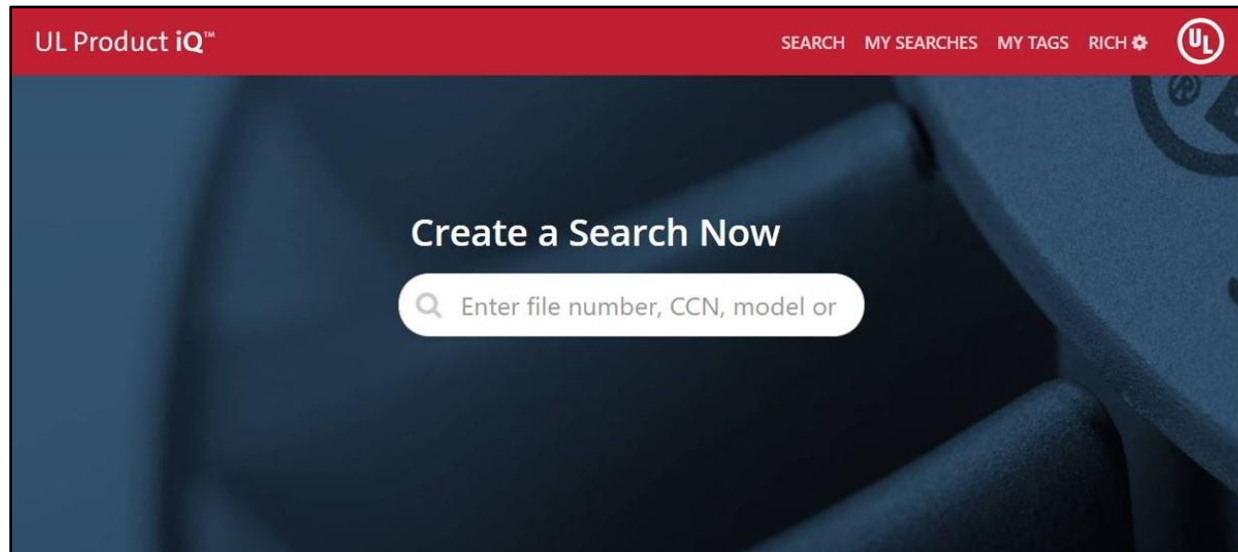 UL Product iQ™
SEARCH MY SEARCHES MY TAGS RICH
UL
®
Create a Search Now
Enter file number, CCN, model or